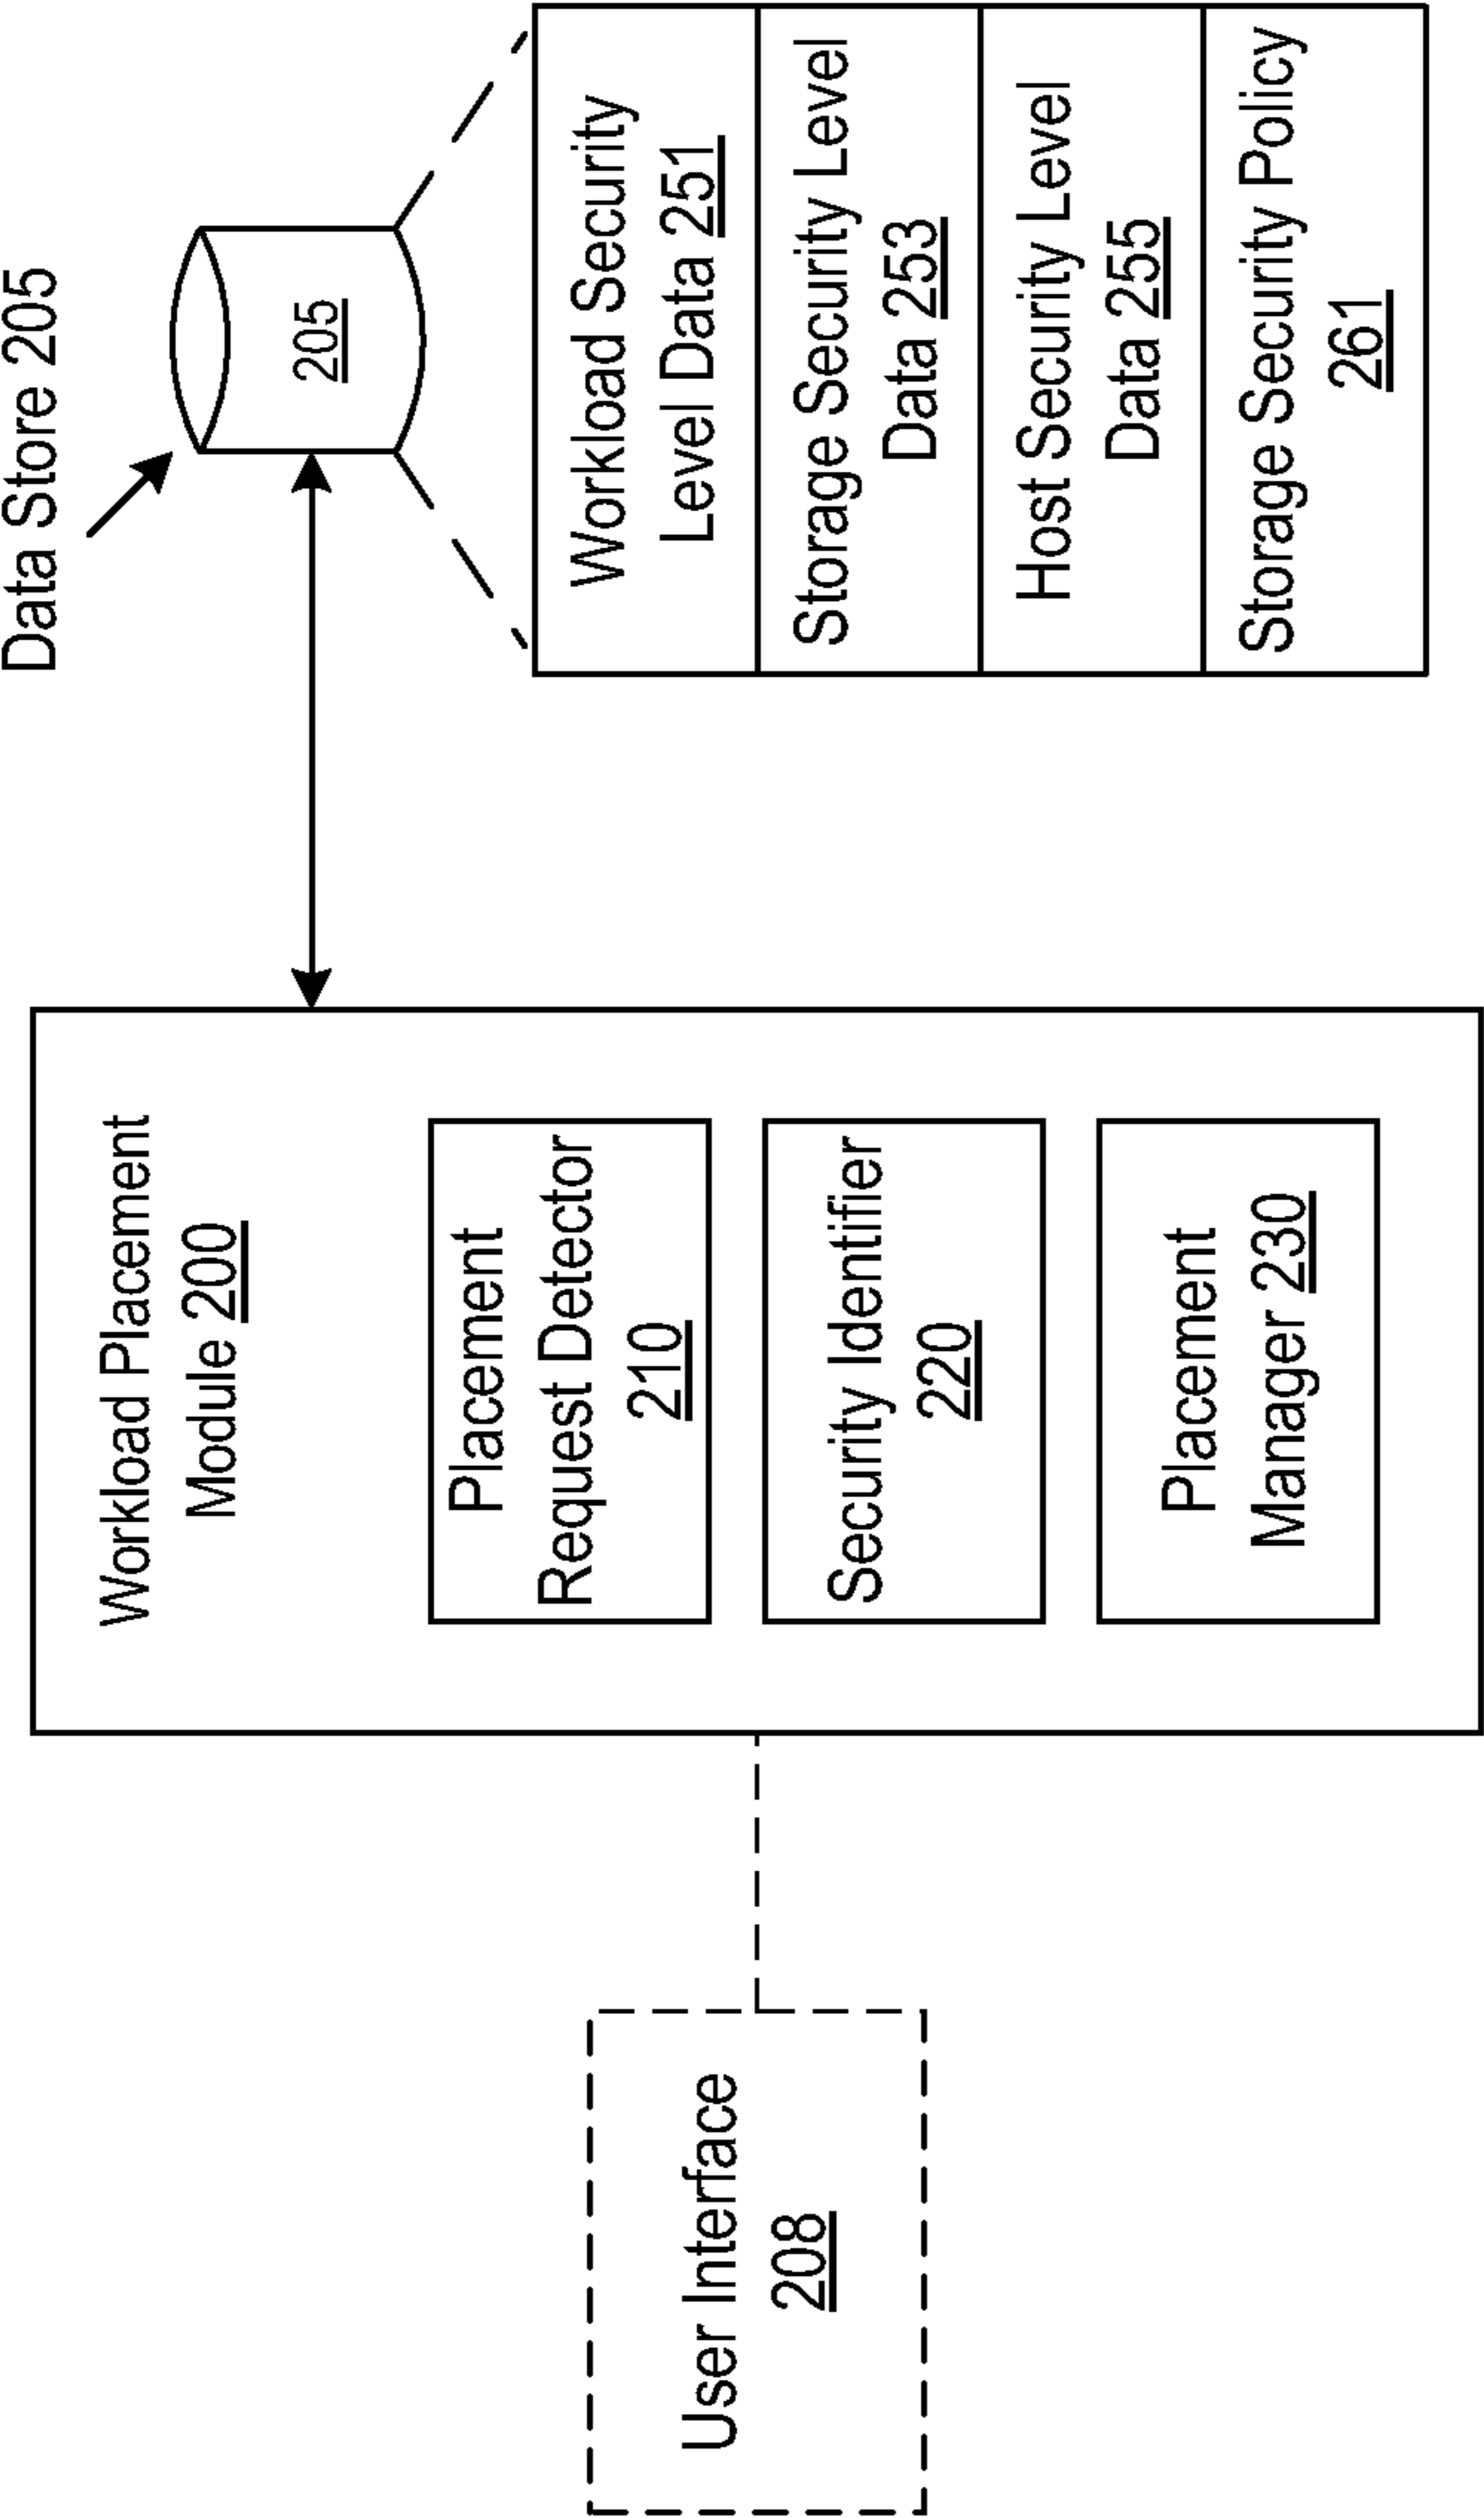 User Interface
208
Workload Placement
Module 200
Placement
Request Detector
210
Security Identifier
220
Placement
Manager 230
Data Store 205
205
Workload Security
Level Data 251
Storage Security Level
Data 253
Host Security Level
Data 255
Storage Security Policy
261